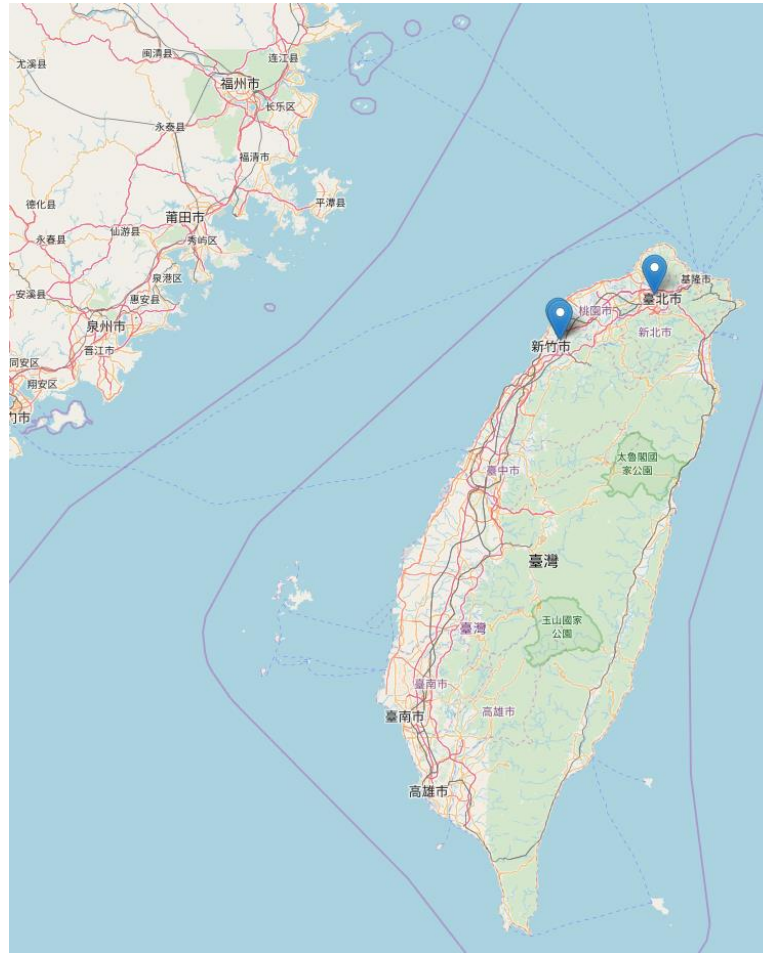 闽清县
连江县
尤溪县
福州市
长乐区
永泰县
福清市
德化县
平潭县
莆田市
仙游县
永春县
秀屿区
泉港区
安溪县
惠安县
泉州市
晋江市
同安区
翔安区
门市
基隆市
臺北市
桃園市
新北市
新竹市
太魯閣國
家公園
臺中市
臺灣
玉山國家
公園
臺灣
臺南市
高雄市
臺南市
高雄市